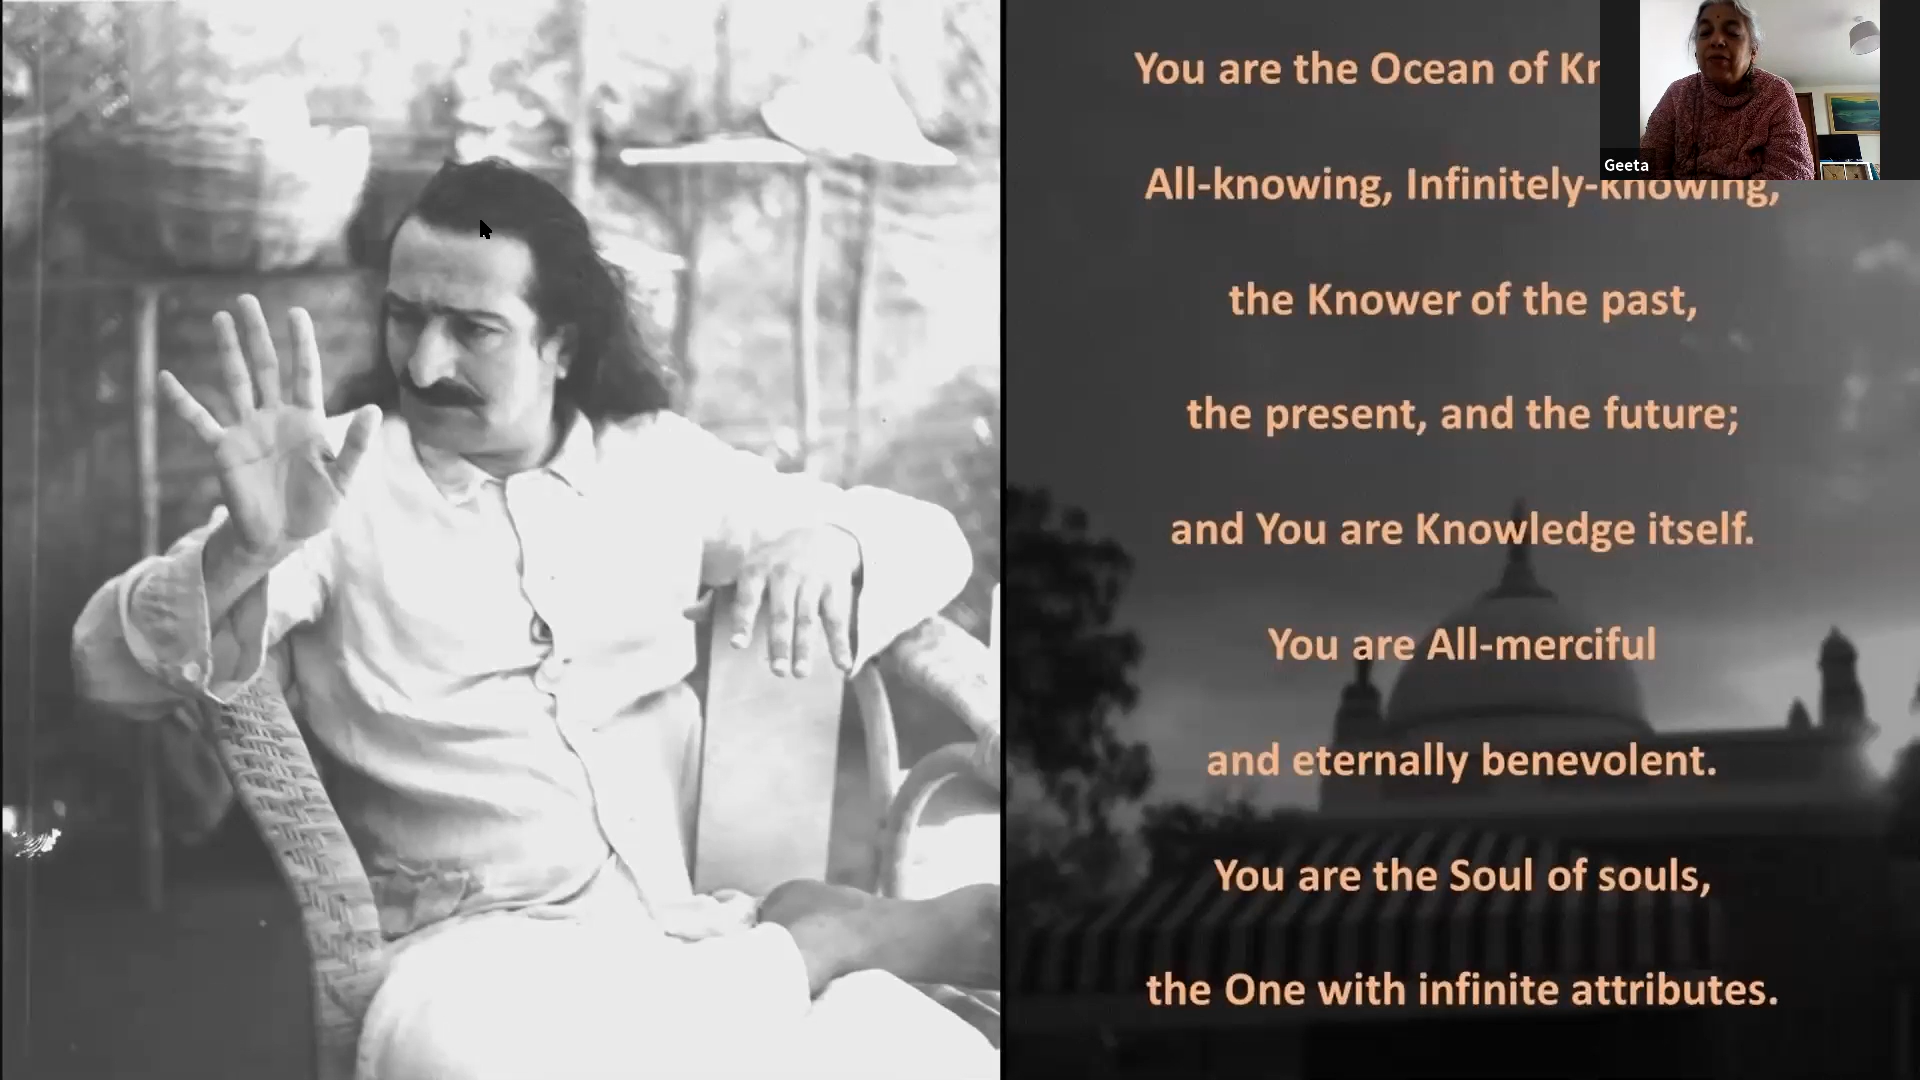 You are the Ocean of
All-knowing, Infinitely-knowing,
the Knower of the past,
the present, and the future;
and You are Knowledge itself.
You are All-merciful
and eternally benevolent.
You are the Soul of souls,
the One with infinite attributes.
Geeta